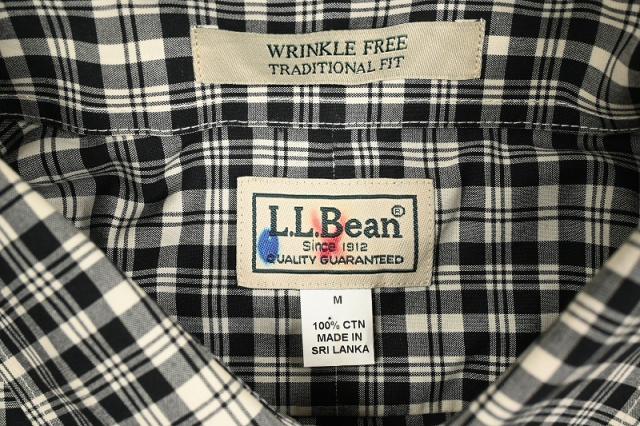 WRINKLE FREE
TRADITIONAL FIT
L.L.Bean®
Since 1912
QUALITY GUARANTEED
M
100% CTN
MADE IN
SRI LANKA